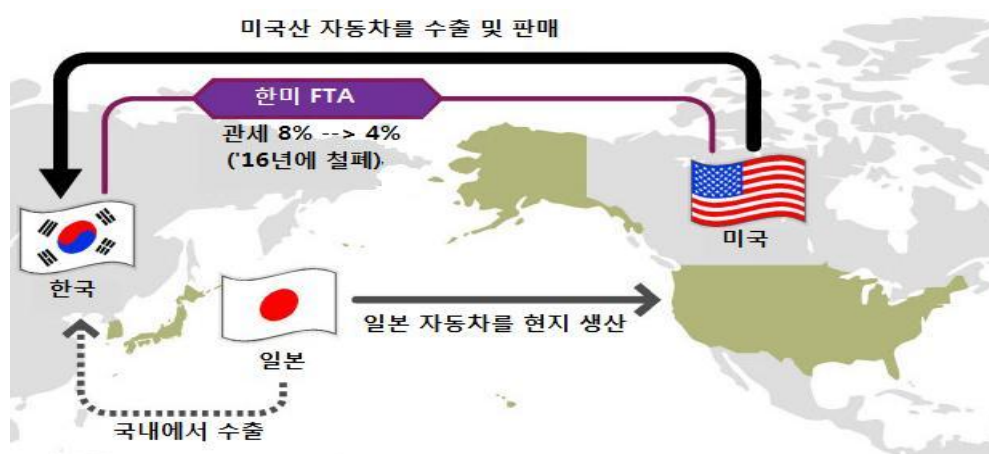 미국산 자동차를 수출 및 판매
한미 FTA
관세 8% --> 4%
('16년에 철폐)
미국
한국
일본
일본 자동차를 현지 생산
국내에서 수출